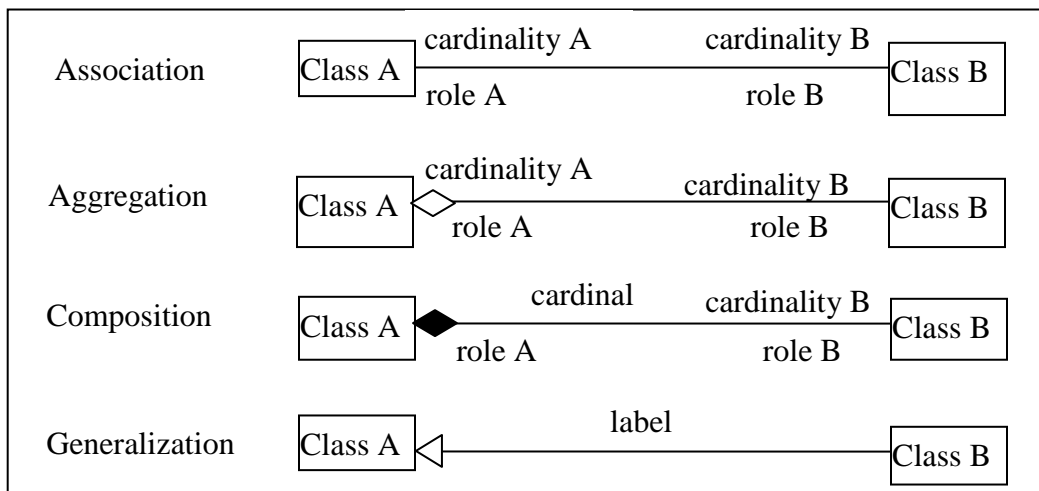 cardinality A cardinality B
Association Class A Class B
role A role B
cardinality A cardinality B
Aggregation Class A Class B
role A role B
cardinal cardinality B
Composition Class A Class B
role A role B
label
Generalization Class A Class B